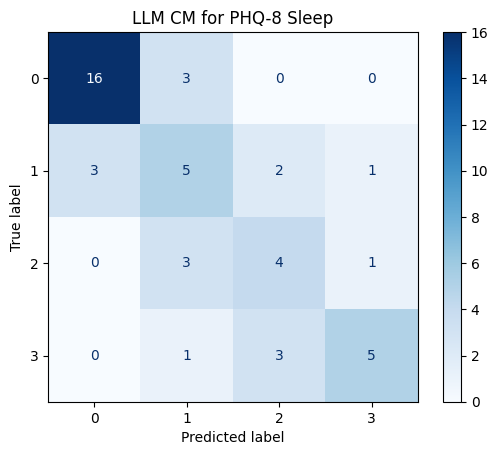 LLM CM for PHQ-8 Sleep
16
0 16 3 0 0
14
12
1 3 5 2 1
10
8
True label
2 0 3 4 1
6
4
3 0 1 3 5
2
0
0 1 2 3
Predicted label